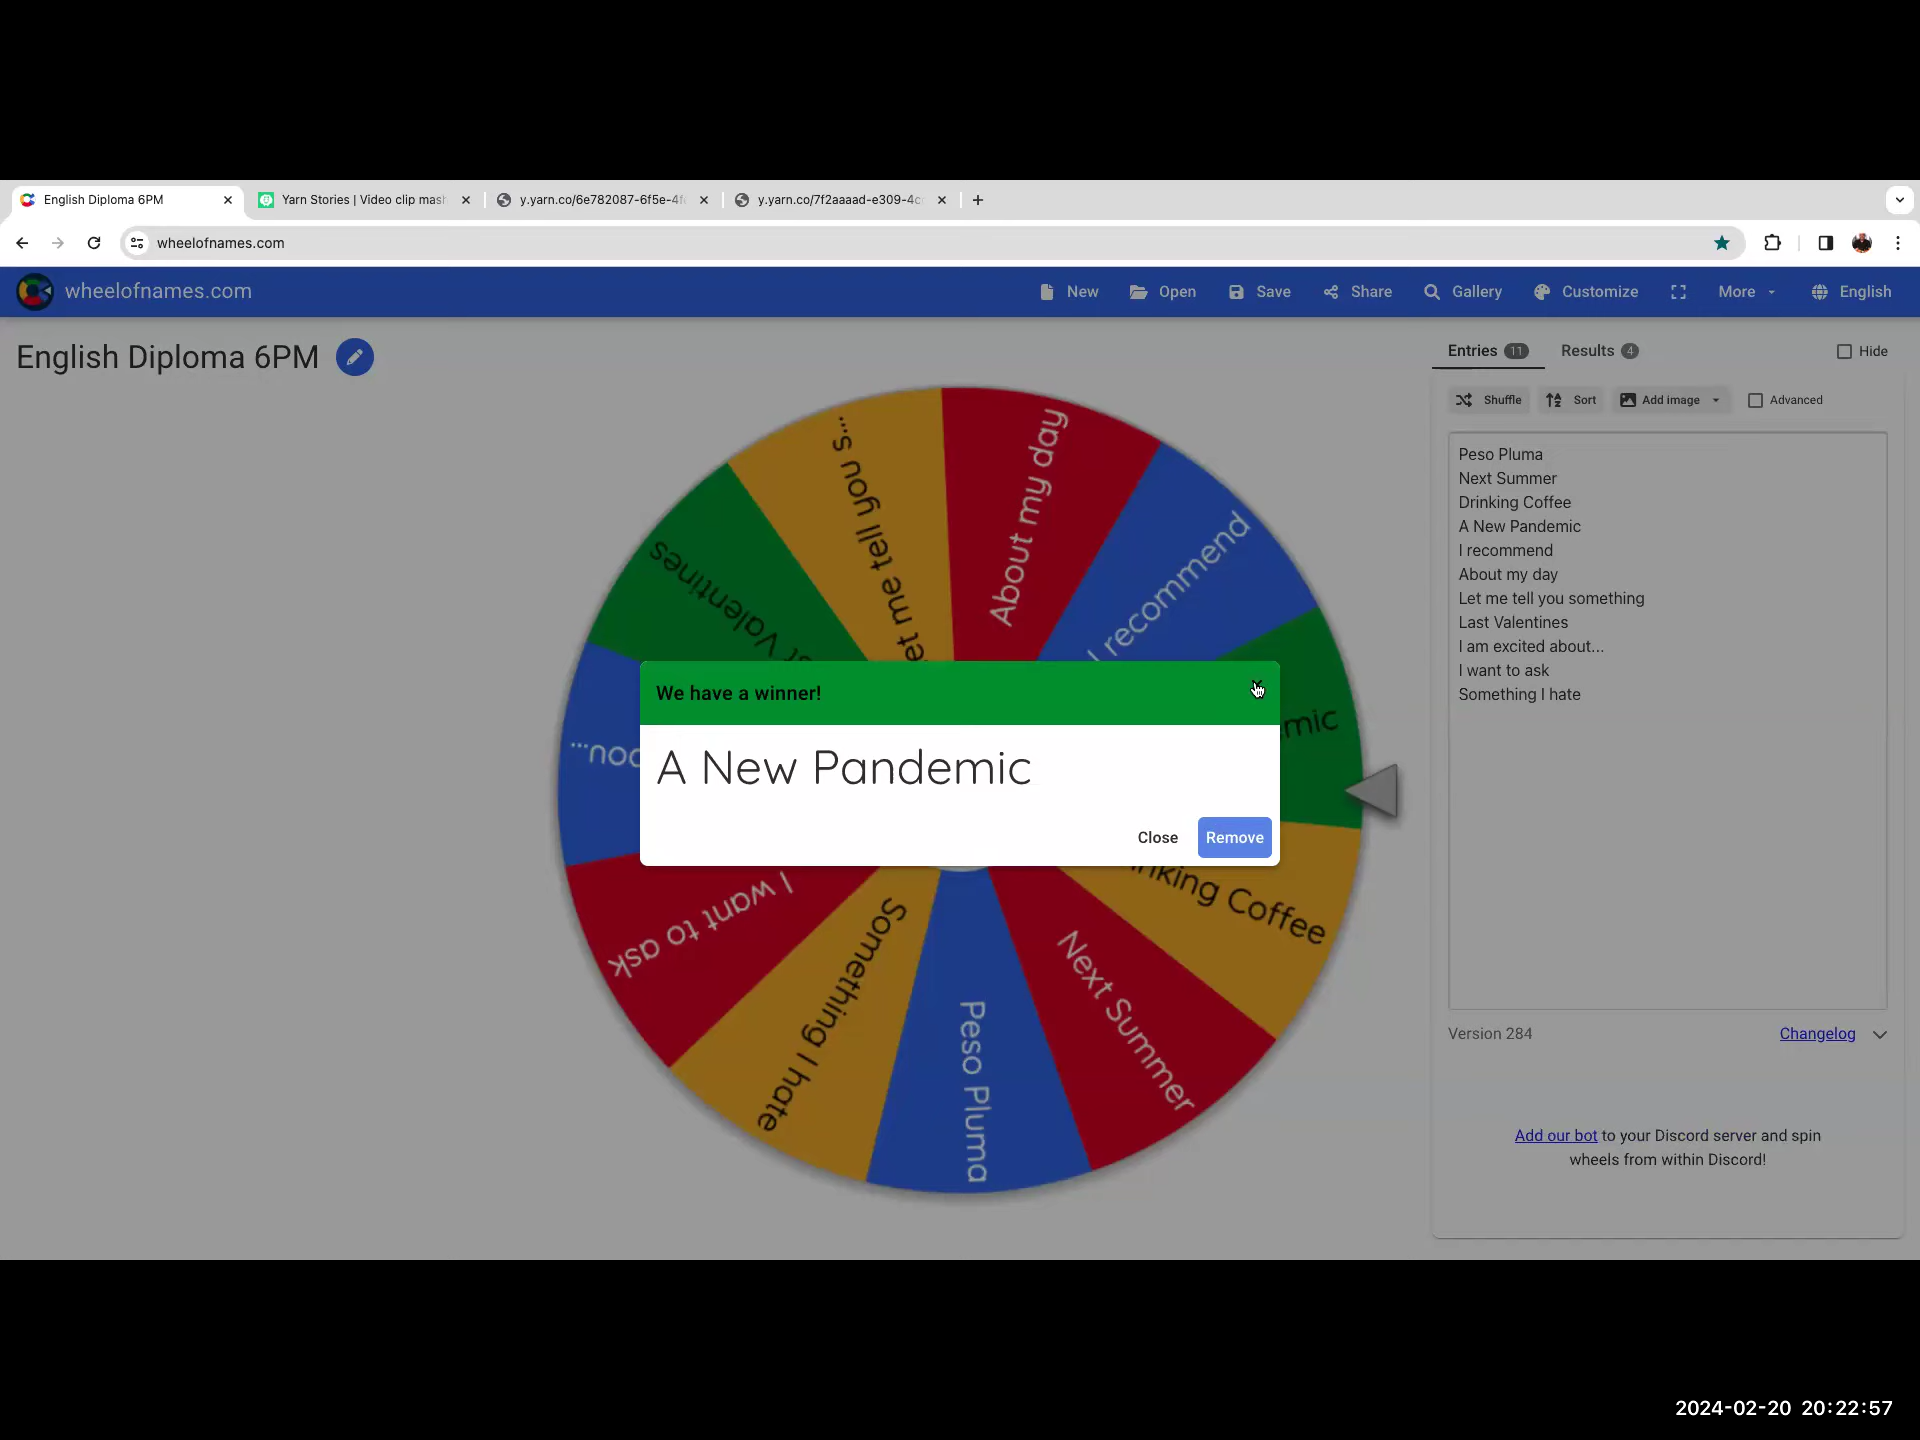 English Diploma 6PM
Yarn Stories | Video clip mas
y.yarn.co/6e782087-6f5e-4f
y.yarn.co/7f2aaaad-e309-4c
wheelofnames.com
wheelofnames.com
New
Open
Save
Share
Gallery
Customize
More
English
English Diploma 6PM
Entries 11
Results 4
Hide
Shuffle
Sort
Add image
Advanced
Peso Pluma
Next Summer
Drinking Coffee
A New Pandemic
I recommend
About my day
Let me tell you something
Last Valentines
I am excited about...
I want to ask
Something I hate
Version 284
Changelog
Add our bot to your Discord server and spin
wheels from within Discord!
et me tell you s...
About my day
I recommend
st Valentines
mic
nking Coffee
Next Summer
Peso Pluma
Something I hate
I want to ask
bou...
We have a winner!
A New Pandemic
Close
Remove
2024-02-20 20:22:57